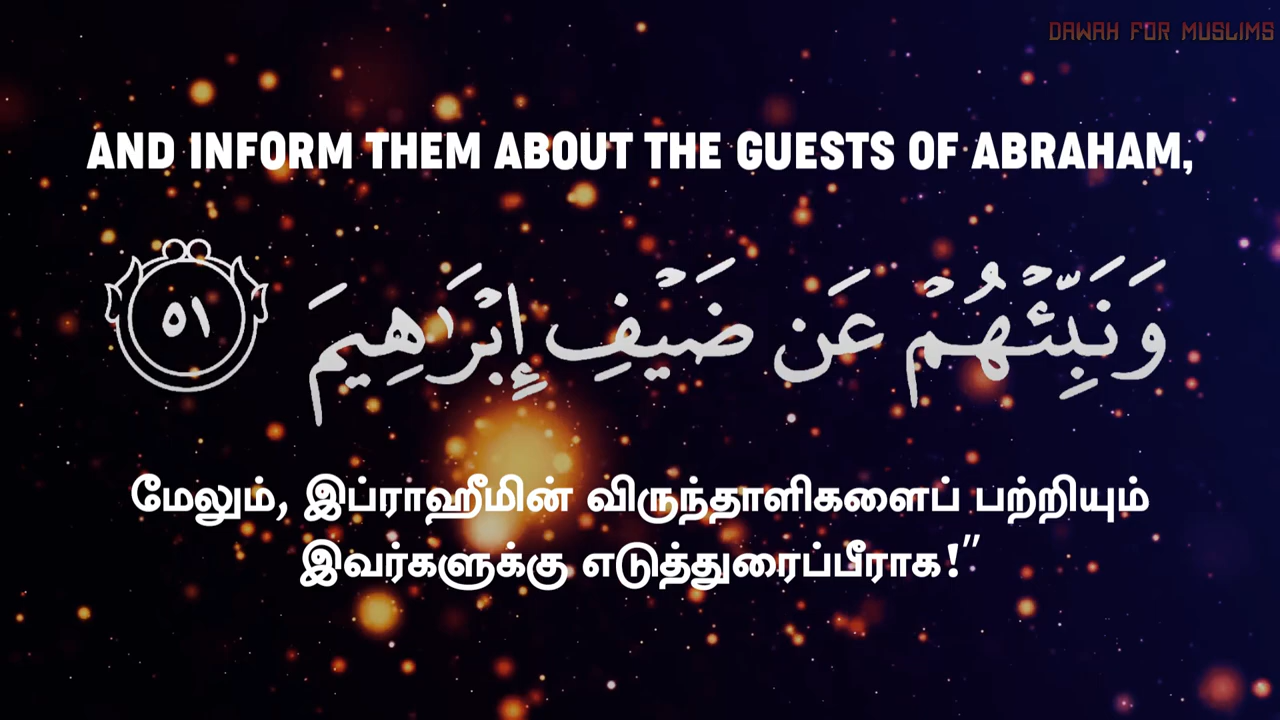 DAWAH FOR MUSLIMS
AND INFORM THEM ABOUT THE GUESTS OF ABRAHAM,
وَنَبِّئْهُمْ عَن ضَيْفِ إِبْرَٰهِيمَ ٥١
மேலும், இப்ராஹீமின் விருந்தாளிகளைப் பற்றியும்
இவர்களுக்கு எடுத்துரைப்பீராக!”